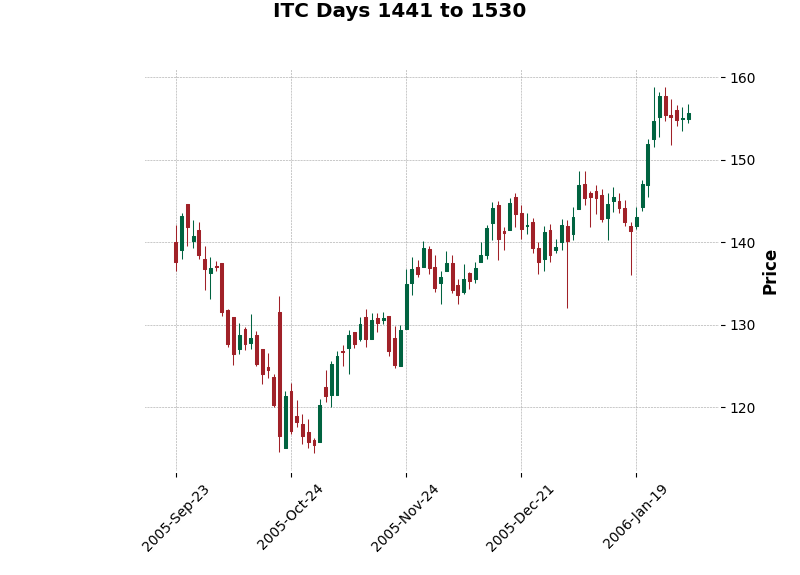 ITC Days 1441 to 1530
160
150
140
130
120
Price
2005-Sep-23
2005-Oct-24
2005-Nov-24
2005-Dec-21
2006-Jan-19